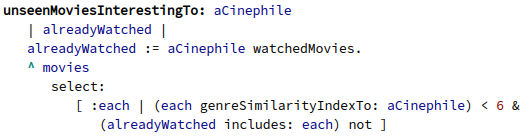 unseenMoviesInterestingTo: aCinephile
| alreadyWatched |
alreadyWatched := aCinephile watchedMovies.
^ movies
select:
[ :each | (each genreSimilarityIndexTo: aCinephile) < 6 &
(alreadyWatched includes: each) not ]